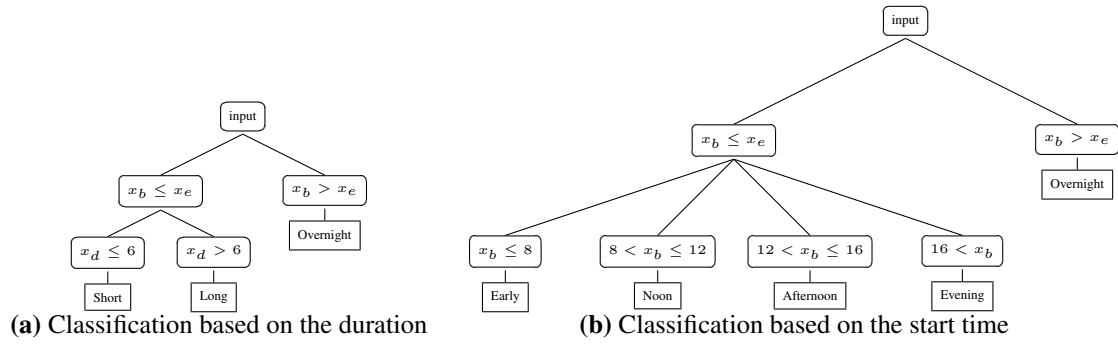 input
x_b ≤ x_e
x_b > x_e
Overnight
x_d ≤ 6
x_d > 6
Short
Long
(a) Classification based on the duration
input
x_b ≤ x_e
x_b > x_e
Overnight
x_b ≤ 8
8 < x_b ≤ 12
12 < x_b ≤ 16
16 < x_b
Early
Noon
Afternoon
Evening
(b) Classification based on the start time